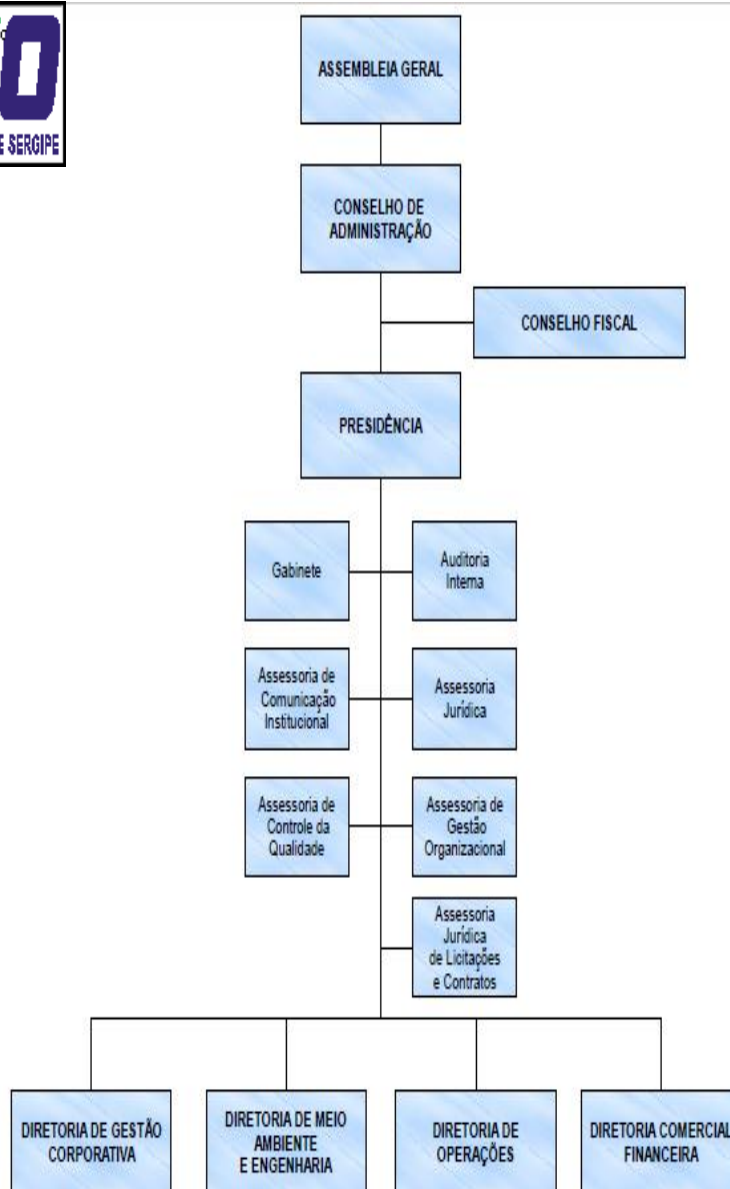 E SERGIPE
ASSEMBLEIA GERAL
CONSELHO DE
ADMINISTRAÇÃO
CONSELHO FISCAL
PRESIDÊNCIA
Gabinete
Auditoria
Interna
Assessoria de
Comunicação
Institucional
Assessoria
Jurídica
Assessoria de
Controle da
Qualidade
Assessoria de
Gestão
Organizacional
Assessoria
Jurídica
de Licitações
e Contratos
DIRETORIA DE GESTÃO
CORPORATIVA
DIRETORIA DE MEIO
AMBIENTE
E ENGENHARIA
DIRETORIA DE
OPERAÇÕES
DIRETORIA COMERCIAL
FINANCEIRA